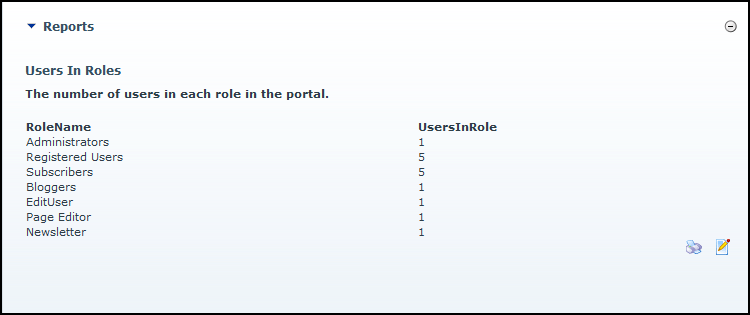 Reports
Users In Roles
The number of users in each role in the portal.
RoleName UsersInRole
Administrators 1
Registered Users 5
Subscribers 5
Bloggers 1
EditUser 1
Page Editor 1
Newsletter 1